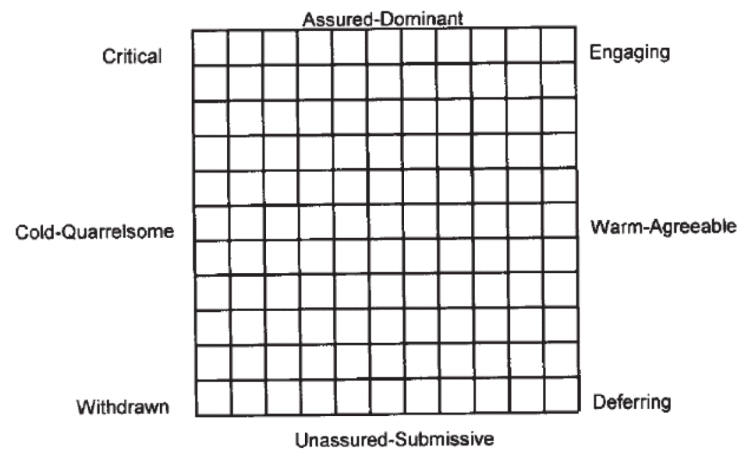 Assured-Dominant
Critical
Engaging
Cold-Quarrelsome
Warm-Agreeable
Withdrawn
Deferring
Unassured-Submissive